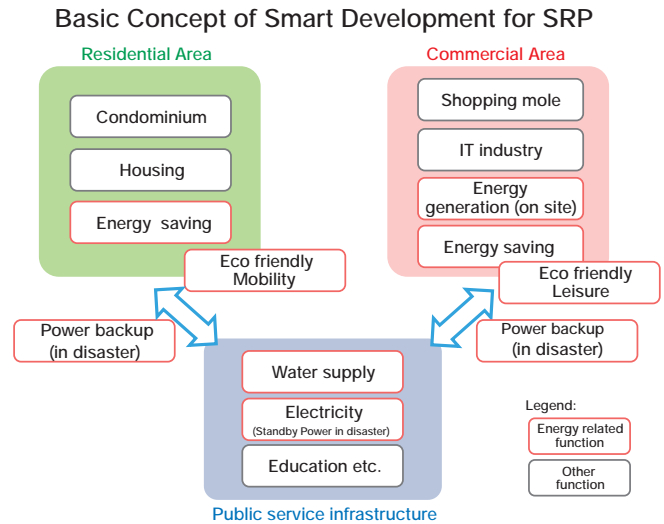 Basic Concept of Smart Development for SRP
Residential Area
Condominium
Housing
Energy saving
Eco friendly
Mobility
Commercial Area
Shopping mole
IT industry
Energy
generation (on site)
Energy saving
Eco friendly
Leisure
Power backup
(in disaster)
Power backup
(in disaster)
Water supply
Electricity
(Standby Power in disaster)
Education etc.
Public service infrastructure
Legend:
Energy related
function
Other
function